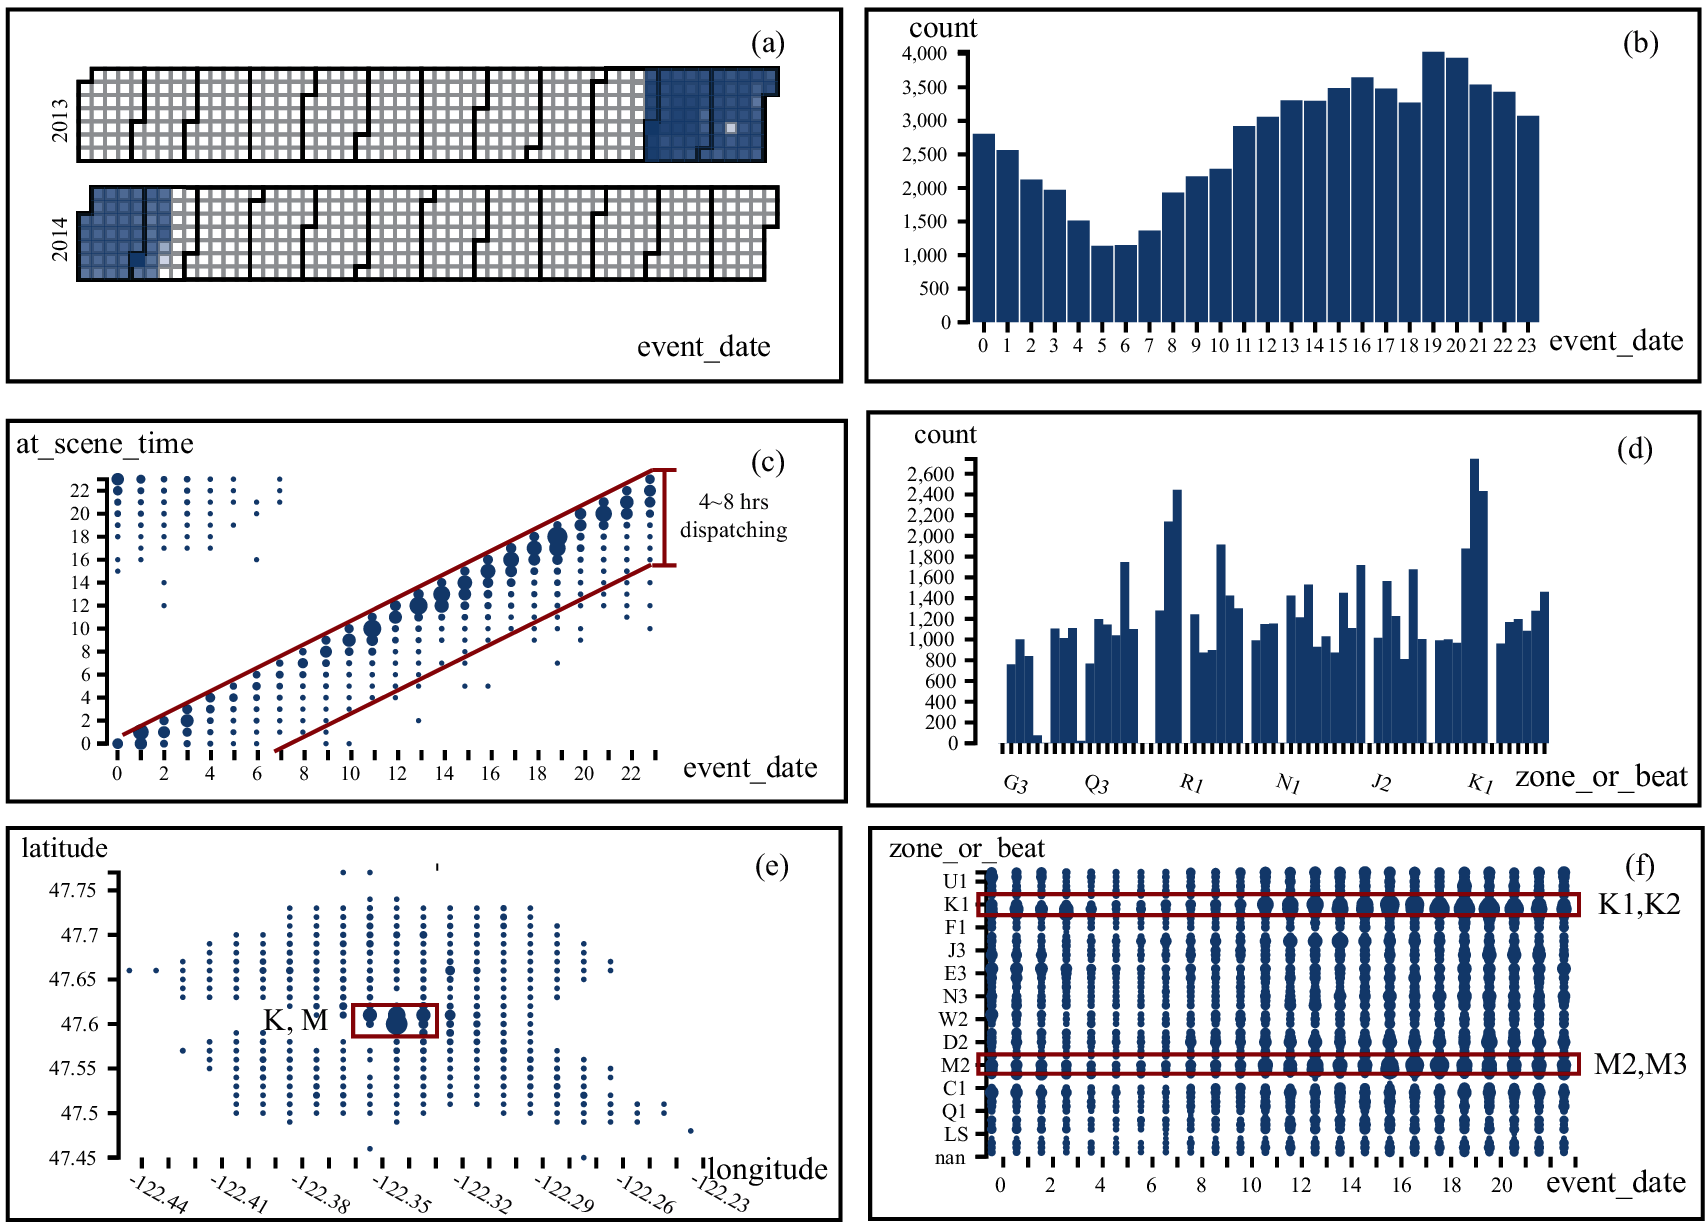 (a)
2013
2014
event_date
count
(b)
4,000
3,500
3,000
2,500
2,000
1,500
1,000
500
0
0 1 2 3 4 5 6 7 8 9 10 11 12 13 14 15 16 17 18 19 20 21 22 23
event_date
at_scene_time
(c)
22
20
18
16
14
12
10
8
6
4
2
0
4~8 hrs
dispatching
0 2 4 6 8 10 12 14 16 18 20 22
event_date
count
(d)
2,600
2,400
2,200
2,000
1,800
1,600
1,400
1,200
1,000
800
600
400
200
0
G3 Q3 R1 N1 J2 K1
zone_or_beat
latitude
(e)
47.75
47.7
47.65
47.6
47.55
47.5
47.45
K, M
longitude
-122.44 -122.41 -122.38 -122.35 -122.32 -122.29 -122.26 -122.23
zone_or_beat
(f)
U1
K1
F1
J3
E3
N3
W2
D2
M2
C1
Q1
LS
nan
K1,K2
M2,M3
0 2 4 6 8 10 12 14 16 18 20
event_date